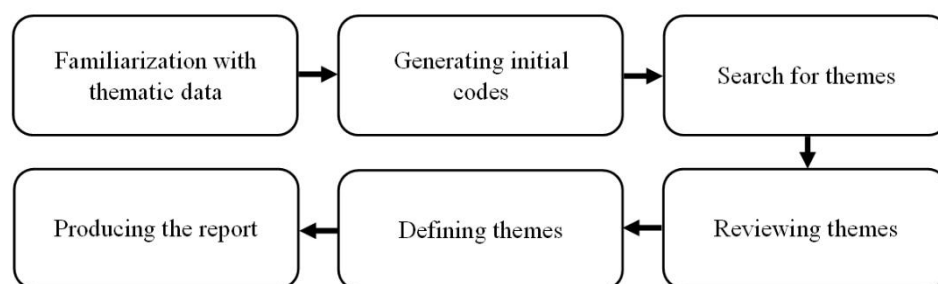 Familiarization with
thematic data
Generating initial
codes
Search for themes
Reviewing themes
Defining themes
Producing the report